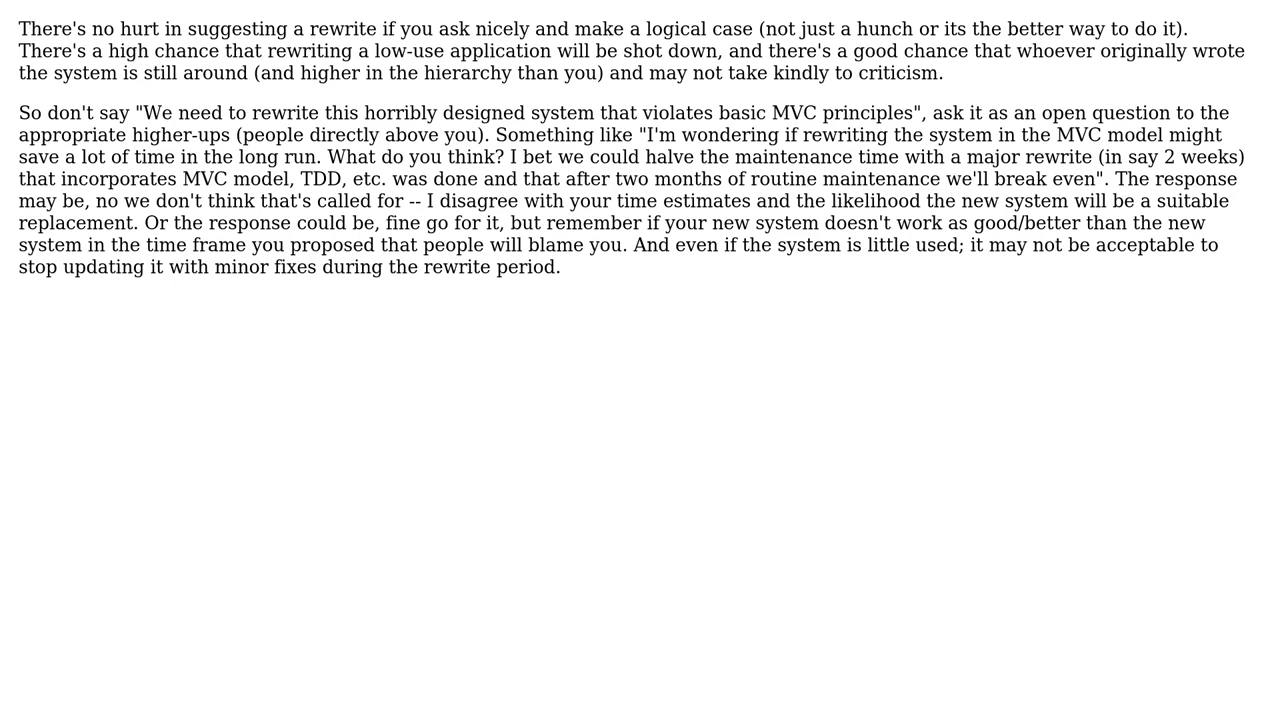 There's no hurt in suggesting a rewrite if you ask nicely and make a logical case (not just a hunch or its the better way to do it).
There's a high chance that rewriting a low-use application will be shot down, and there's a good chance that whoever originally wrote
the system is still around (and higher in the hierarchy than you) and may not take kindly to criticism.
So don't say "We need to rewrite this horribly designed system that violates basic MVC principles", ask it as an open question to the
appropriate higher-ups (people directly above you). Something like "I'm wondering if rewriting the system in the MVC model might
save a lot of time in the long run. What do you think? I bet we could halve the maintenance time with a major rewrite (in say 2 weeks)
that incorporates MVC model, TDD, etc. was done and that after two months of routine maintenance we'll break even". The response
may be, no we don't think that's called for -- I disagree with your time estimates and the likelihood the new system will be a suitable
replacement. Or the response could be, fine go for it, but remember if your new system doesn't work as good/better than the new
system in the time frame you proposed that people will blame you. And even if the system is little used; it may not be acceptable to
stop updating it with minor fixes during the rewrite period.